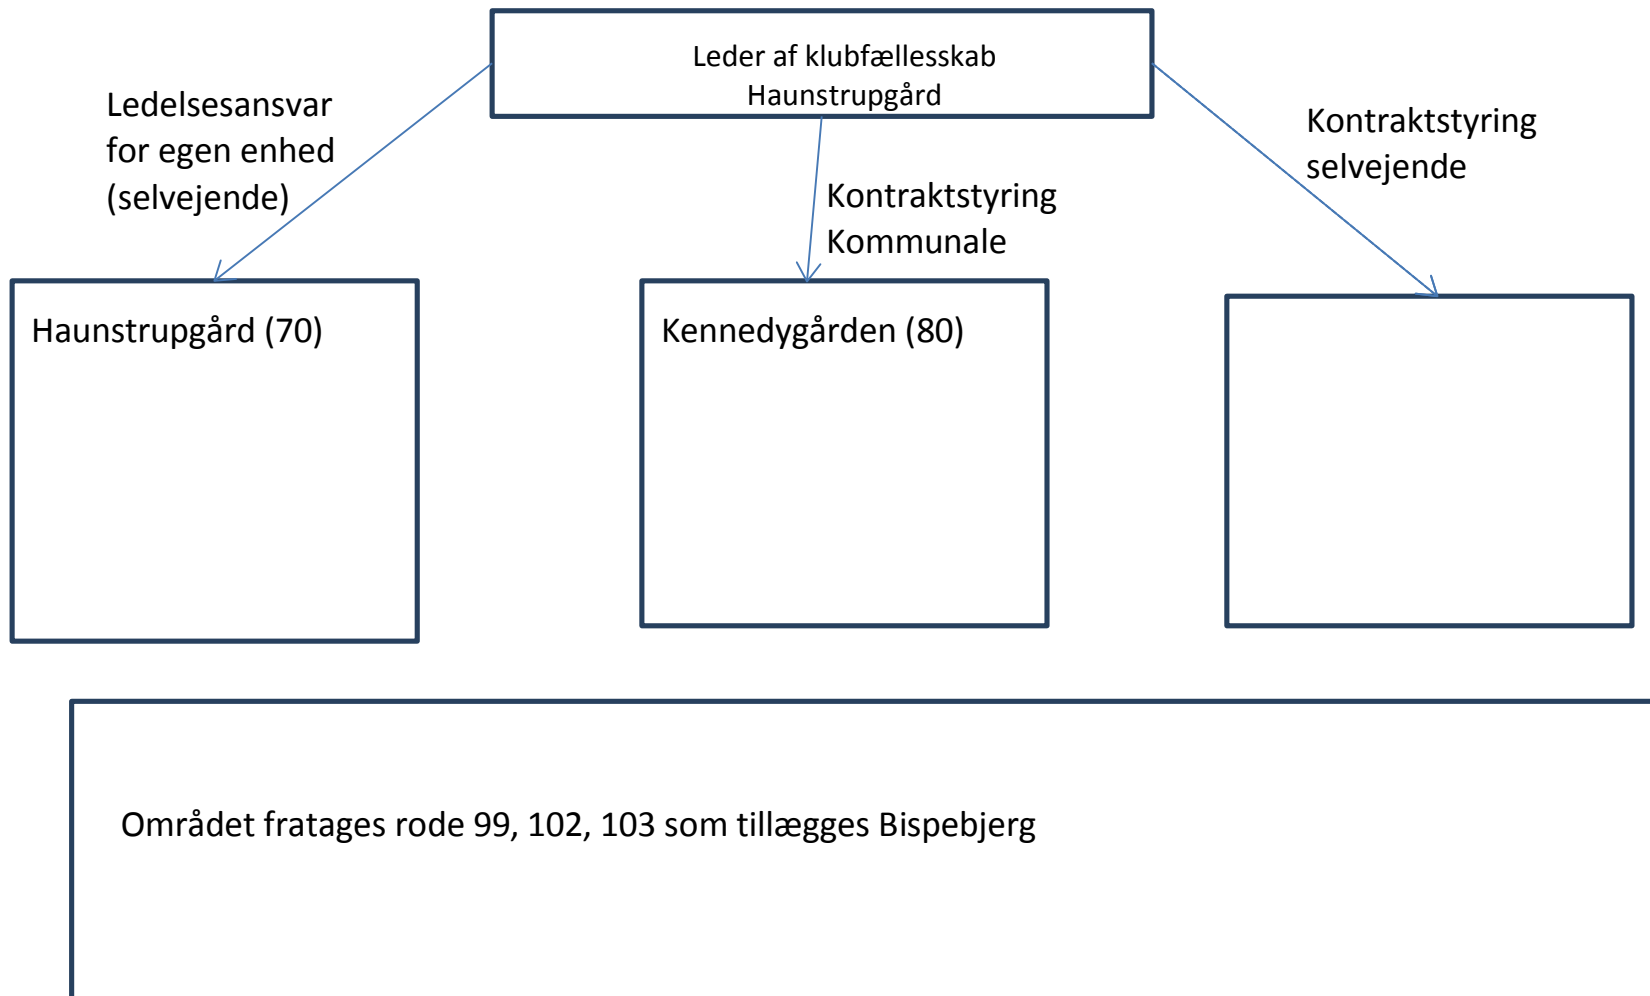 Leder af klubfællesskab
Haunstrupgård
Ledelsesansvar
for egen enhed
(selvejende)
Kontraktstyring
Kommunale
Kontraktstyring
selvejende
Haunstrupgård (70)
Kennedygården (80)
Området fratages rode 99, 102, 103 som tillægges Bispebjerg